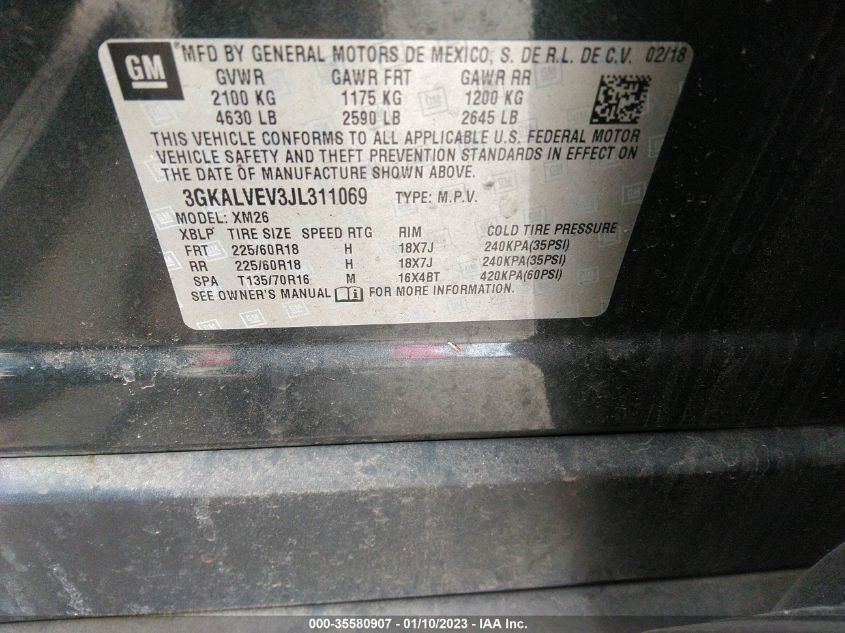 GM
MFD BY GENERAL MOTORS DE MEXICO, S. DE R.L. DE C.V. 02/18
GVWR GAWR FRT GAWR RR
2100 KG 1175 KG 1200 KG
4630 LB 2590 LB 2645 LB
THIS VEHICLE CONFORMS TO ALL APPLICABLE U.S. FEDERAL MOTOR
VEHICLE SAFETY AND THEFT PREVENTION STANDARDS IN EFFECT ON
THE DATE OF MANUFACTURE SHOWN ABOVE.
3GKALVEV3JL311069 TYPE: M.P.V.
MODEL: XM26
XBLP TIRE SIZE SPEED RTG RIM COLD TIRE PRESSURE
FRT 225/60R18 H 18X7J 240KPA(35PSI)
RR 225/60R18 H 18X7J 240KPA(35PSI)
SPA T135/70R16 M 16X4BT 420KPA(60PSI)
SEE OWNER'S MANUAL FOR MORE INFORMATION.
000-35580907 - 01/10/2023 - IAA Inc.